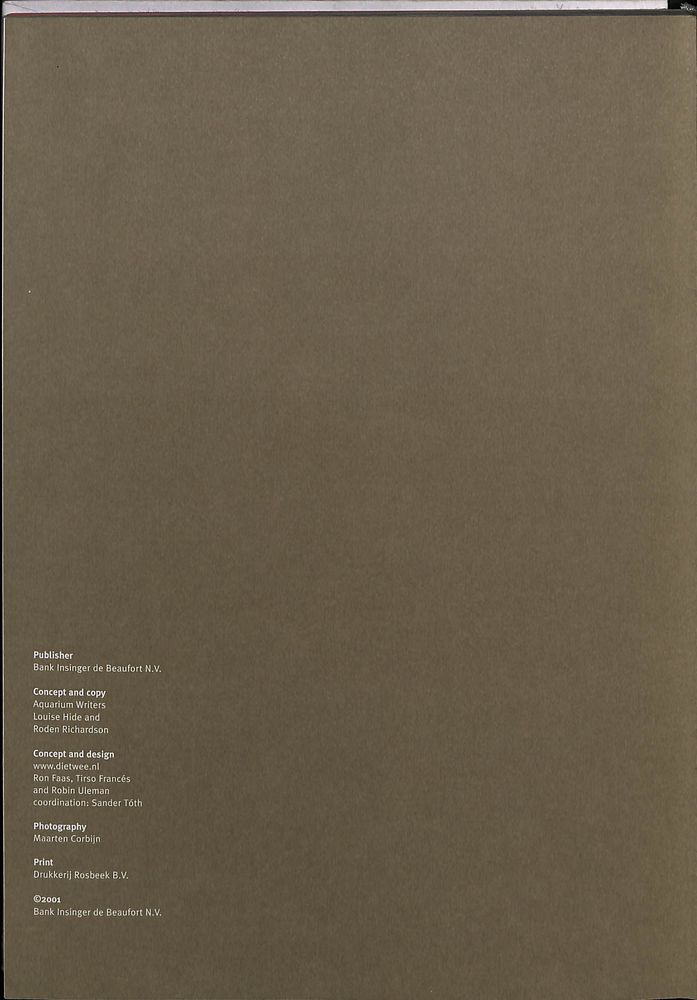 Publisher
Bank Insinger de Beaufort N.V.
Concept and copy
Aquarium Writers
Louise Hide and
Roden Richardson
Concept and design
www.dietwee.nl
Ron Faas, Tirso Francés
and Robin Uleman
coordination: Sander Tóth
Photography
Maarten Corbijn
Print
Drukkerij Rosbeek B.V.
©2001
Bank Insinger de Beaufort N.V.